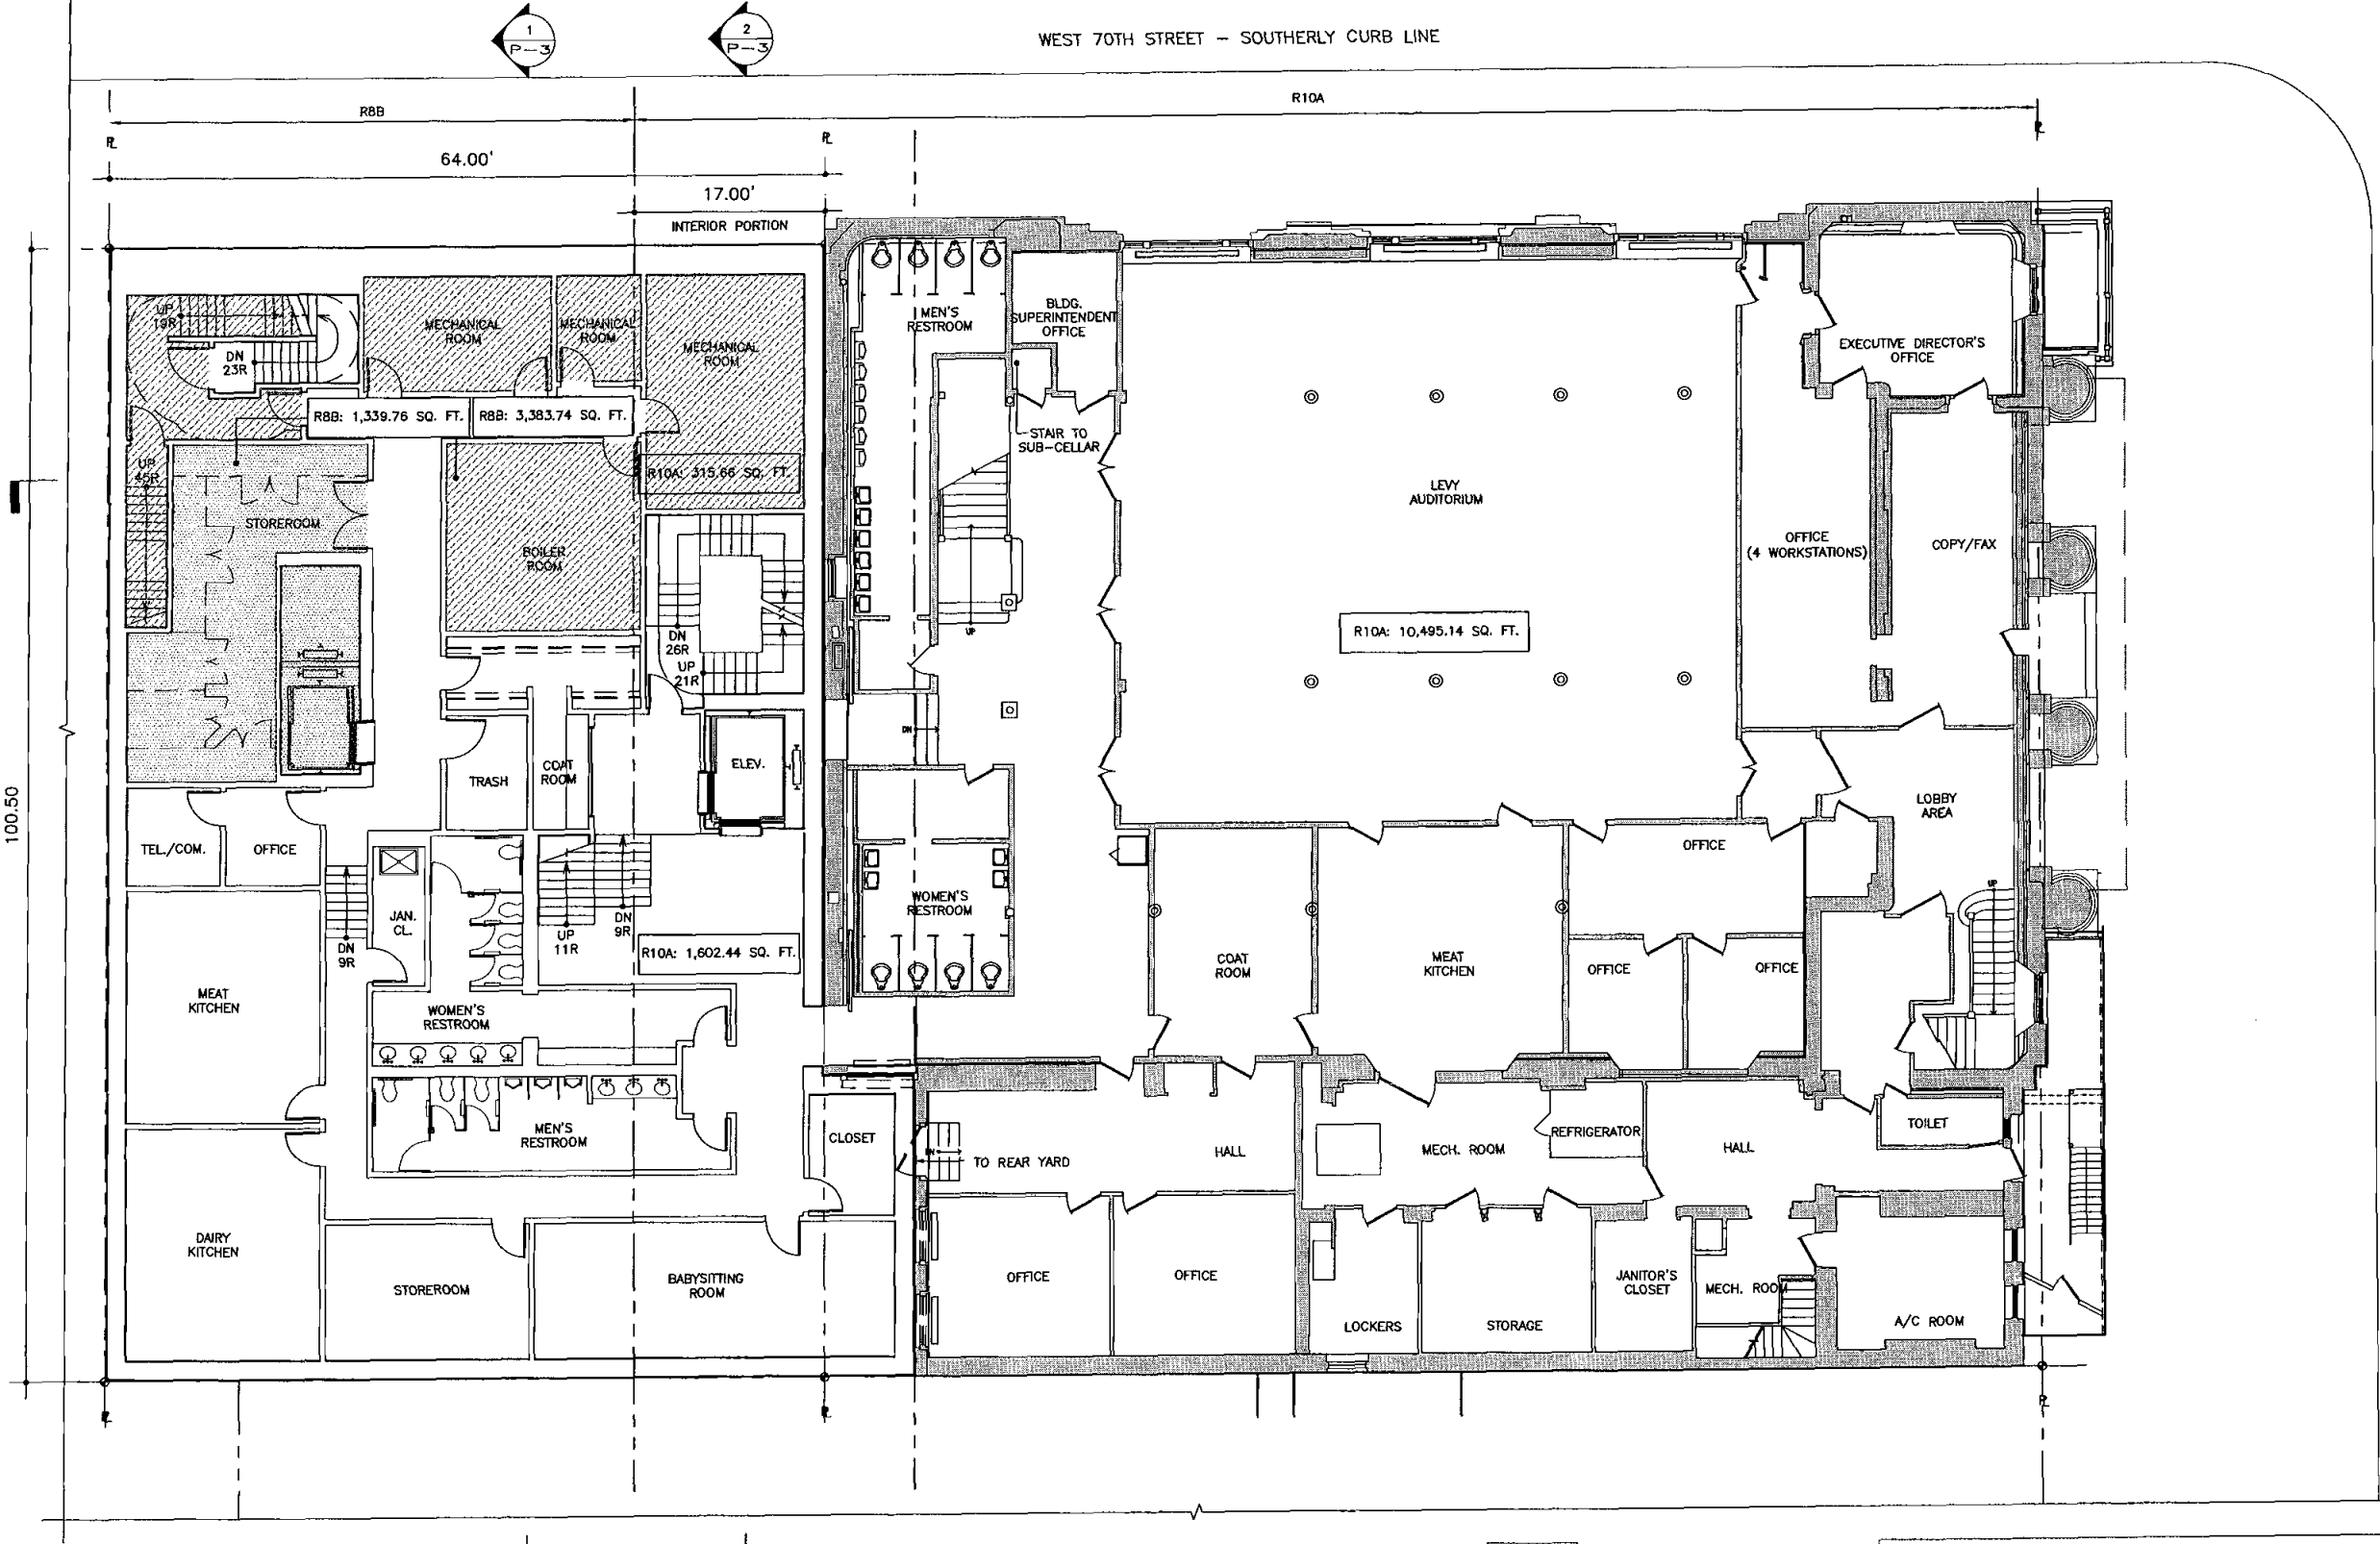 1
P-3
2
P-3
WEST 70TH STREET - SOUTHERLY CURB LINE
R8B
R10A
64.00'
17.00'
INTERIOR PORTION
UP
19R
DN
23R
MECHANICAL
ROOM
MECHANICAL
ROOM
MECHANICAL
ROOM
R8B: 1,339.76 SQ. FT.
R8B: 3,383.74 SQ. FT.
R10A: 315.66 SQ. FT.
UP
45R
STOREROOM
BOILER
ROOM
DN
26R
UP
21R
MEN'S
RESTROOM
BLDG.
SUPERINTENDENT
OFFICE
STAIR TO
SUB-CELLAR
UP
LEVY
AUDITORIUM
R10A: 10,495.14 SQ. FT.
EXECUTIVE DIRECTOR'S
OFFICE
OFFICE
(4 WORKSTATIONS)
COPY/FAX
100.50
TRASH
COAT
ROOM
ELEV.
DN
LOBBY
AREA
TEL./COM.
OFFICE
JAN.
CL.
DN
9R
UP
11R
DN
9R
R10A: 1,602.44 SQ. FT.
WOMEN'S
RESTROOM
COAT
ROOM
MEAT
KITCHEN
OFFICE
OFFICE
OFFICE
UP
MEAT
KITCHEN
WOMEN'S
RESTROOM
MEN'S
RESTROOM
CLOSET
DN
TO REAR YARD
HALL
MECH. ROOM
REFRIGERATOR
HALL
TOILET
DAIRY
KITCHEN
STOREROOM
BABYSITTING
ROOM
OFFICE
OFFICE
LOCKERS
STORAGE
JANITOR'S
CLOSET
MECH. ROOM
A/C ROOM